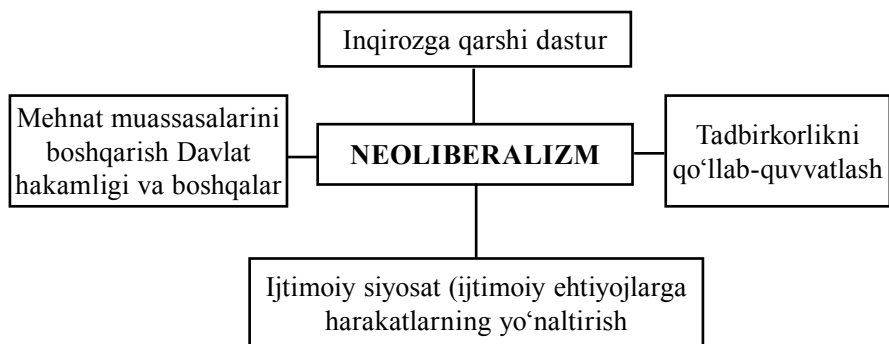 Inqirozga qarshi dastur
Mehnat muassasalarini
boshqarish Davlat
hakamligi va boshqalar
NEOLIBERALIZM
Tadbirkorlikni
qo‘llab-quvvatlash
Ijtimoiy siyosat (ijtimoiy ehtiyojlarga
harakatlarning yo‘naltirish